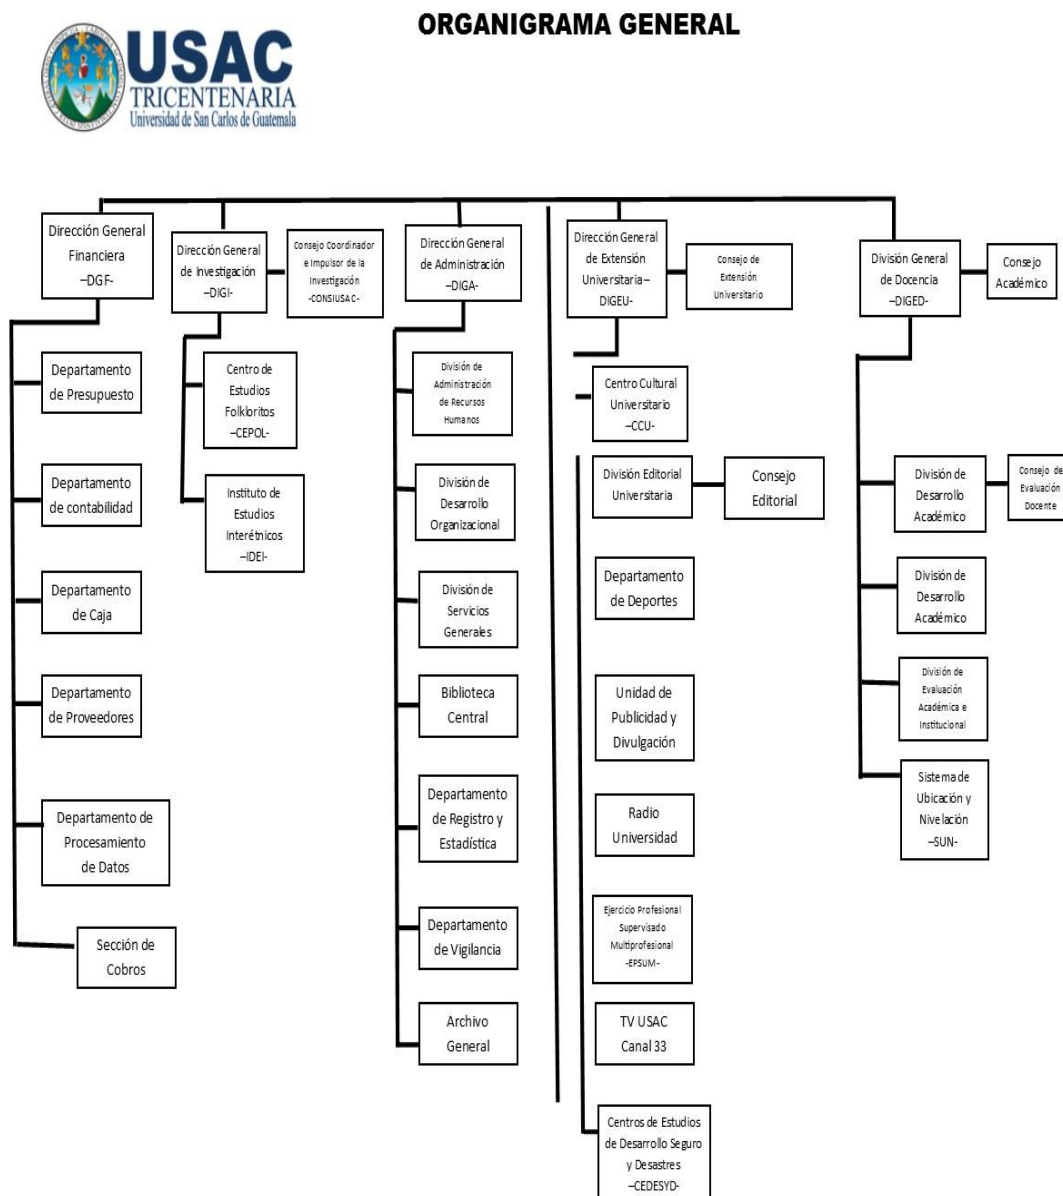 ORGANIGRAMA GENERAL
USAC
TRICENTENARIA
Universidad de San Carlos de Guatemala
Dirección General
Financiera
–DGF-
Dirección General
de Investigación
–DIGI-
Consejo Coordinador
e Impulsor de la
Investigación
-CONSIUSAC-
Dirección General
de Administración
–DIGA-
Dirección General
de Extensión
Universitaria–
DIGEU-
Consejo de
Extensión
Universitario
División General
de Docencia
–DIGED-
Consejo
Académico
Departamento
de Presupuesto
Departamento
de contabilidad
Departamento
de Caja
Departamento
de Proveedores
Departamento de
Procesamiento
de Datos
Sección de
Cobros
Centro de
Estudios
Folkloritos
–CEPOL-
Instituto de
Estudios
Interétnicos
–IDEI-
División de
Administración
de Recursos
Humanos
División de
Desarrollo
Organizacional
División de
Servicios
Generales
Biblioteca
Central
Departamento
de Registro y
Estadística
Departamento
de Vigilancia
Archivo
General
Centro Cultural
Universitario
–CCU-
División Editorial
Universitaria
Consejo
Editorial
Departamento
de Deportes
Unidad de
Publicidad y
Divulgación
Radio
Universidad
Ejercicio Profesional
Supervisado
Multiprofesional
-EPSUM-
TV USAC
Canal 33
Centros de Estudios
de Desarrollo Seguro
y Desastres
–CEDESYD-
División de
Desarrollo
Académico
Consejo de
Evaluación
Docente
División de
Desarrollo
Académico
División de
Evaluación
Académica e
Institucional
Sistema de
Ubicación y
Nivelación
–SUN-